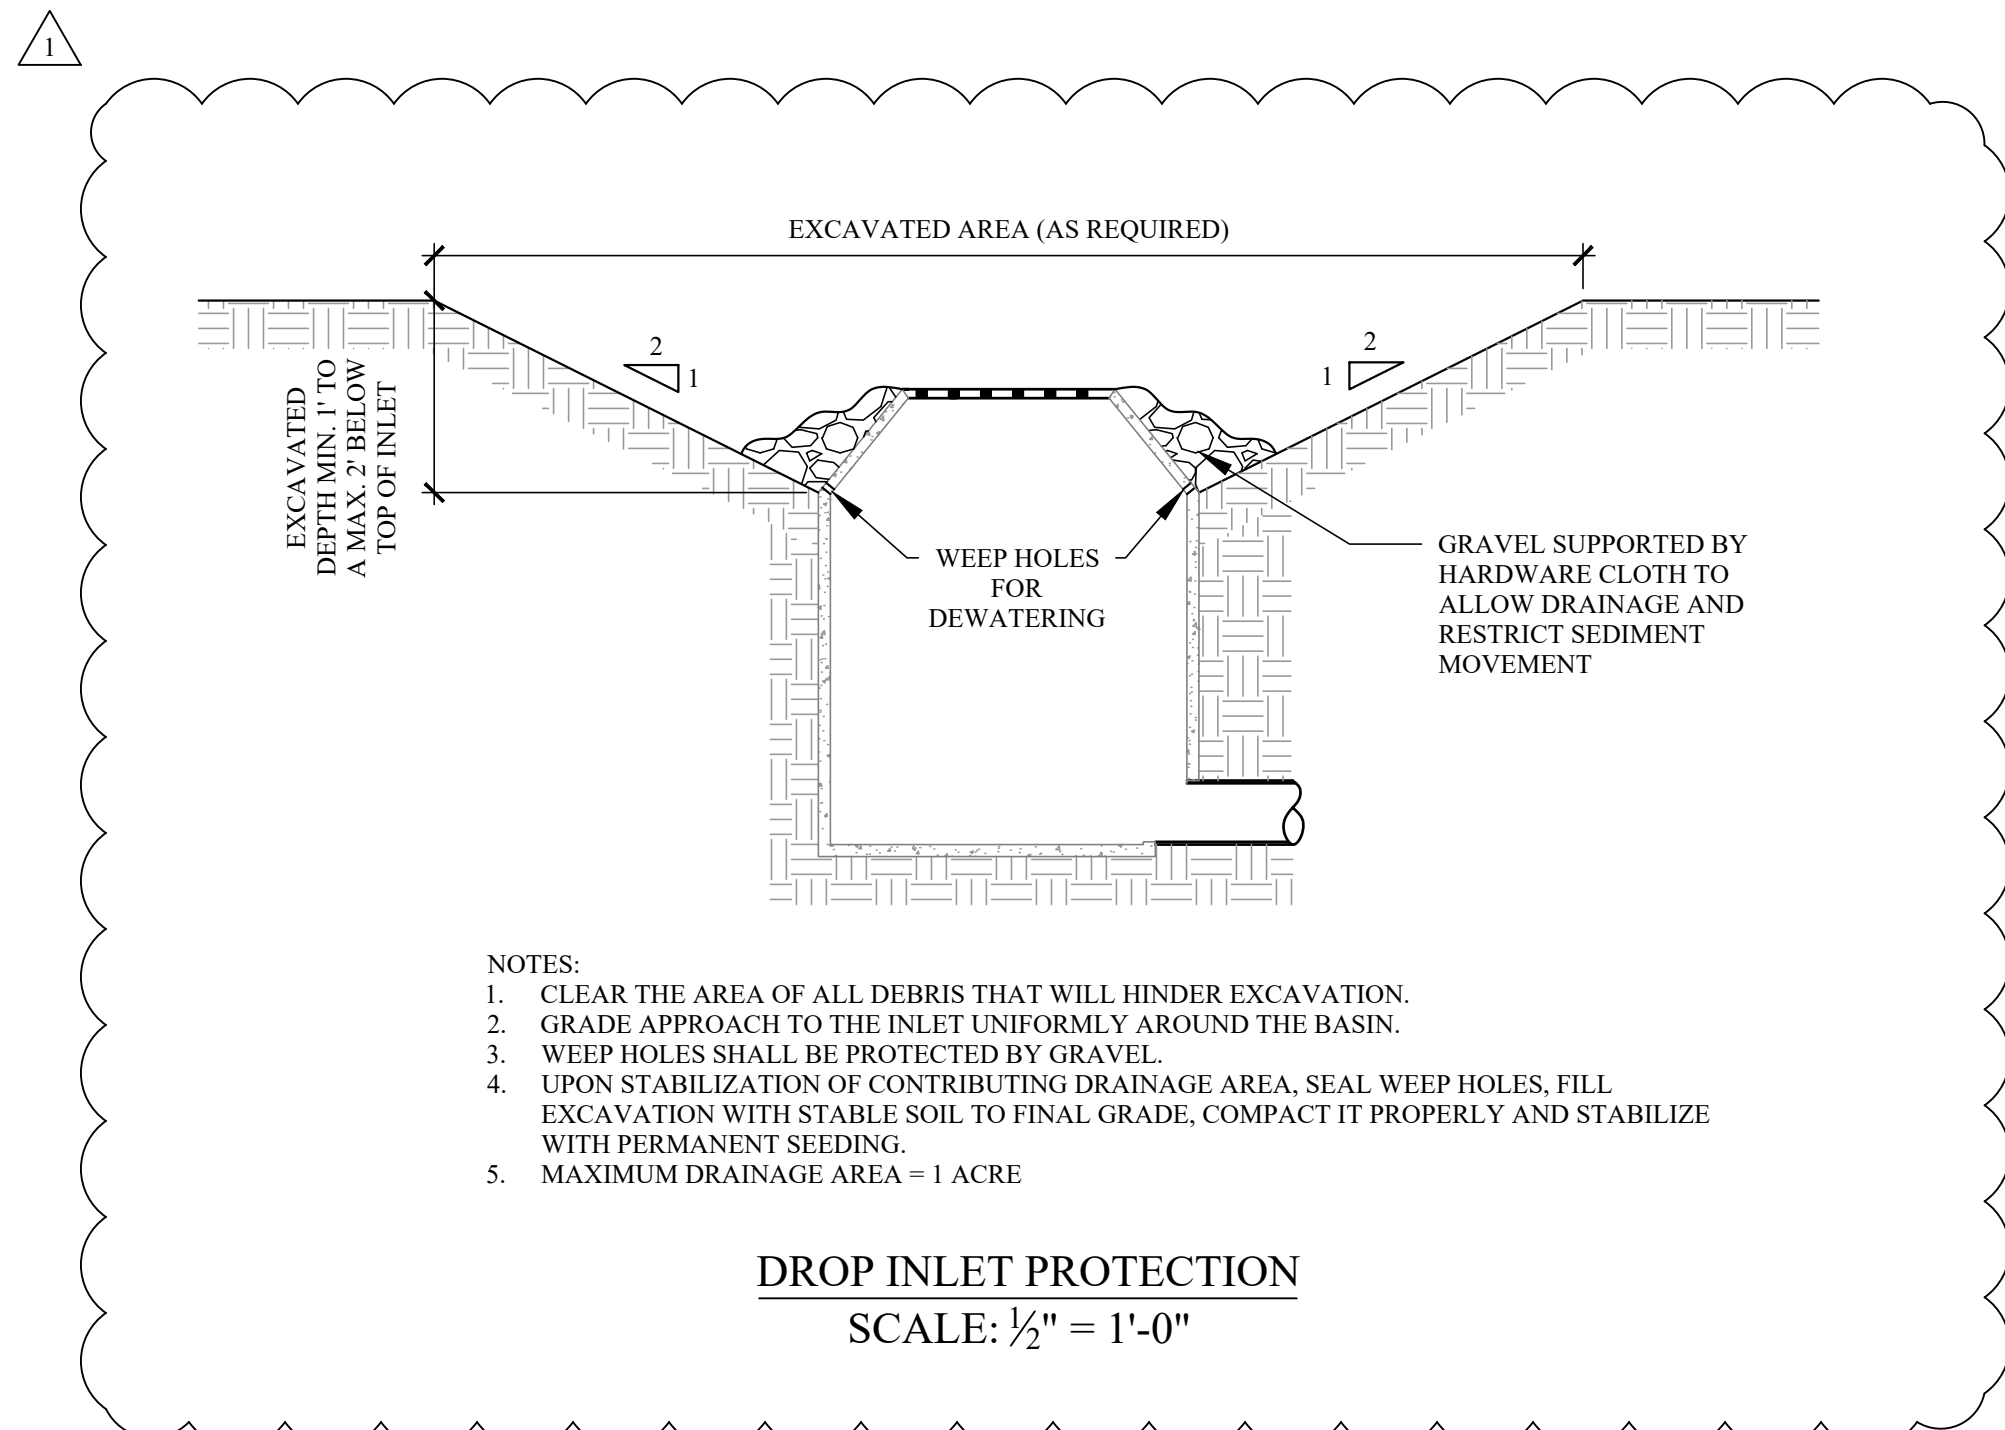 1
EXCAVATED AREA (AS REQUIRED)
2
1
2
1
EXCAVATED
DEPTH MIN. 1' TO
A MAX. 2' BELOW
TOP OF INLET
WEEP HOLES
FOR
DEWATERING
GRAVEL SUPPORTED BY
HARDWARE CLOTH TO
ALLOW DRAINAGE AND
RESTRICT SEDIMENT
MOVEMENT
NOTES:
1. CLEAR THE AREA OF ALL DEBRIS THAT WILL HINDER EXCAVATION.
2. GRADE APPROACH TO THE INLET UNIFORMLY AROUND THE BASIN.
3. WEEP HOLES SHALL BE PROTECTED BY GRAVEL.
4. UPON STABILIZATION OF CONTRIBUTING DRAINAGE AREA, SEAL WEEP HOLES, FILL
EXCAVATION WITH STABLE SOIL TO FINAL GRADE, COMPACT IT PROPERLY AND STABILIZE
WITH PERMANENT SEEDING.
5. MAXIMUM DRAINAGE AREA = 1 ACRE
DROP INLET PROTECTION
SCALE: ½" = 1'-0"